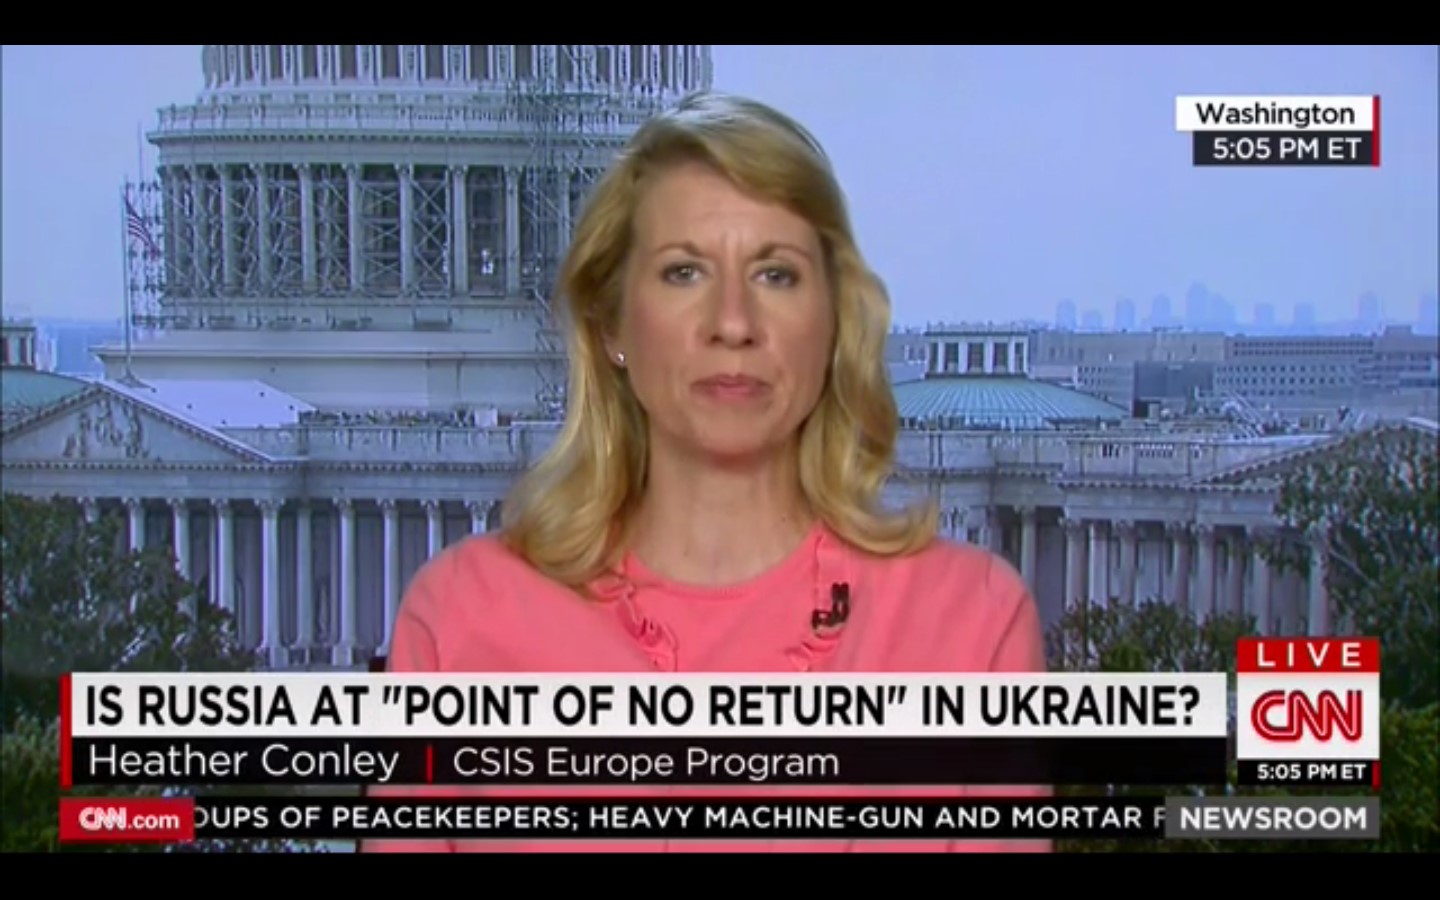 Washington
5:05 PM ET
LIVE
CNN
5:05 PM ET
IS RUSSIA AT "POINT OF NO RETURN" IN UKRAINE?
Heather Conley | CSIS Europe Program
CNN.com OUPS OF PEACEKEEPERS; HEAVY MACHINE-GUN AND MORTAR NEWSROOM